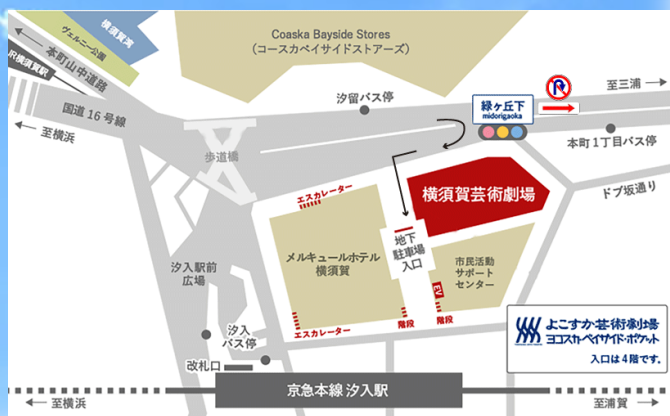 Coaska Bayside Stores
(コースカベイサイドストアーズ)
横須賀湾
ヴェルニー公園
本町山中道路
JR横須賀駅
国道16号線
至横浜
汐留バス停
緑ヶ丘下
midorigaoka
至三浦
本町1丁目バス停
ドブ坂通り
歩道橋
エスカレーター
横須賀芸術劇場
地下
駐車場
入口
メルキュールホテル
横須賀
市民活動
サポート
センター
EV
階段
階段
エスカレーター
汐入駅前
広場
汐入
バス停
改札口
よこすか芸術劇場
ヨコスカ・ベイサイド・ポケット
入口は4階です。
京急本線 汐入駅
至横浜
至浦賀